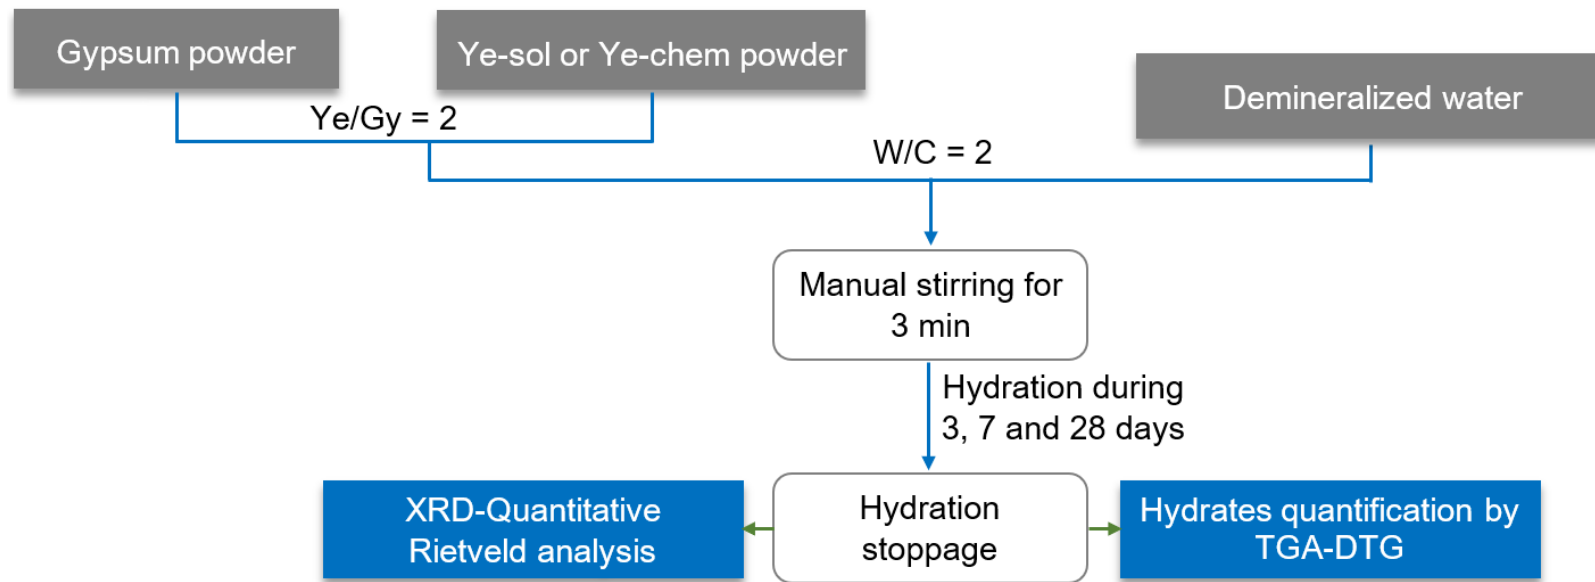 Gypsum powder
Ye-sol or Ye-chem powder
Demineralized water
Ye/Gy = 2
W/C = 2
Manual stirring for
3 min
Hydration during
3, 7 and 28 days
XRD-Quantitative
Rietveld analysis
Hydration
stoppage
Hydrates quantification by
TGA-DTG